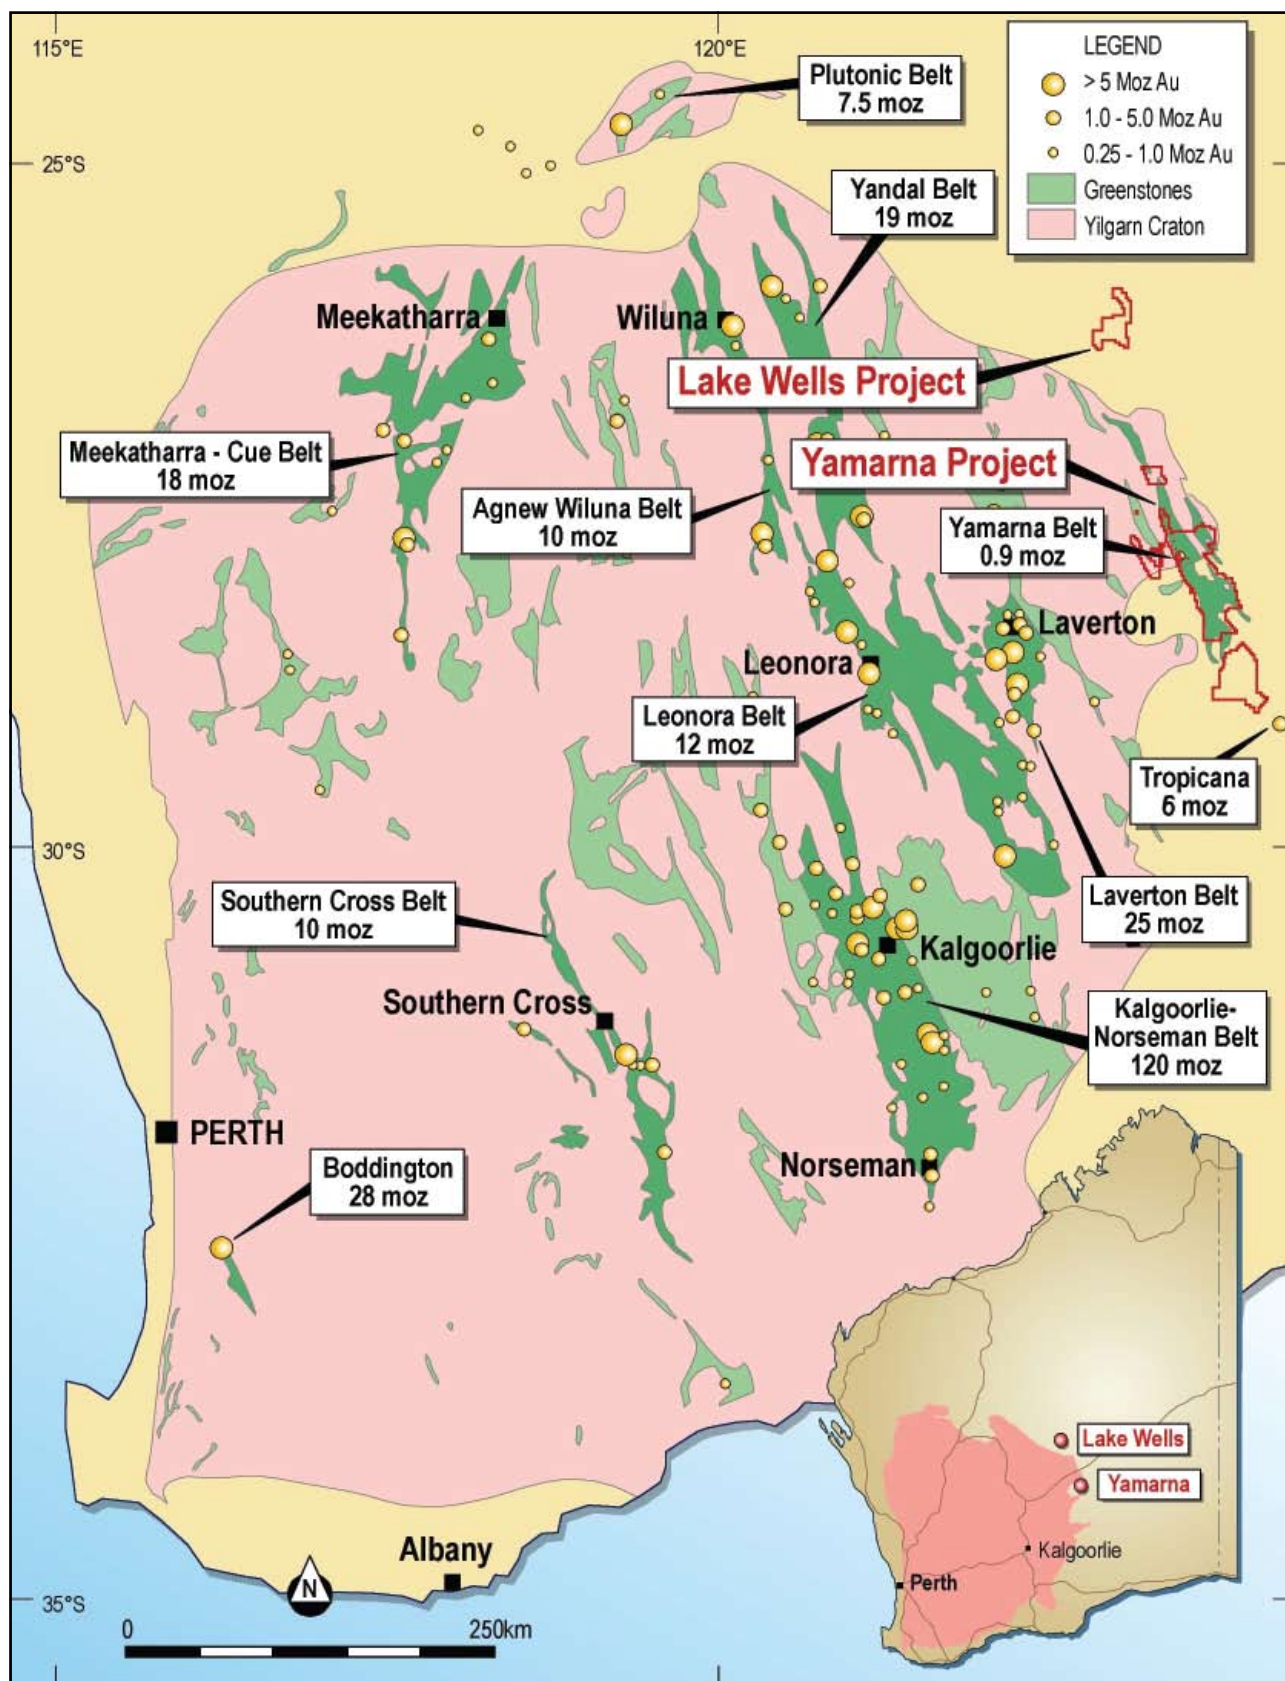 115°E
120°E
LEGEND
> 5 Moz Au
1.0 - 5.0 Moz Au
0.25 - 1.0 Moz Au
Greenstones
Yilgarn Craton
Plutonic Belt
7.5 moz
25°S
Yandal Belt
19 moz
Meekatharra
Wiluna
Lake Wells Project
Meekatharra - Cue Belt
18 moz
Yamarna Project
Agnew Wiluna Belt
10 moz
Yamarna Belt
0.9 moz
Laverton
Leonora
Leonora Belt
12 moz
Tropicana
6 moz
30°S
Southern Cross Belt
10 moz
Laverton Belt
25 moz
Kalgoorlie
Southern Cross
Kalgoorlie-
Norseman Belt
120 moz
PERTH
Norseman
Boddington
28 moz
Lake Wells
Yamarna
Kalgoorlie
Perth
Albany
N
35°S
0
250km